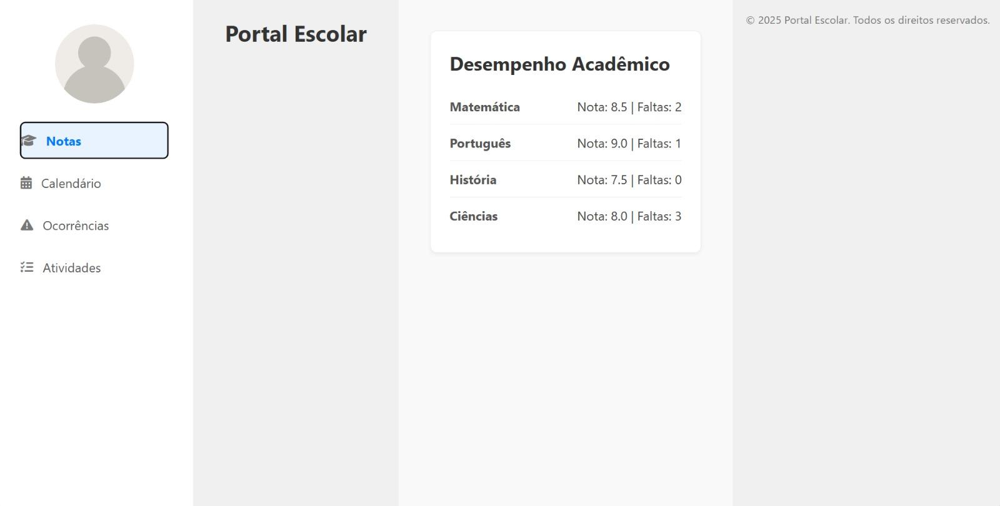 Notas
Calendário
Ocorrências
Atividades
Portal Escolar
Desempenho Acadêmico
Matemática Nota: 8.5 | Faltas: 2
Português Nota: 9.0 | Faltas: 1
História Nota: 7.5 | Faltas: 0
Ciências Nota: 8.0 | Faltas: 3
© 2025 Portal Escolar. Todos os direitos reservados.